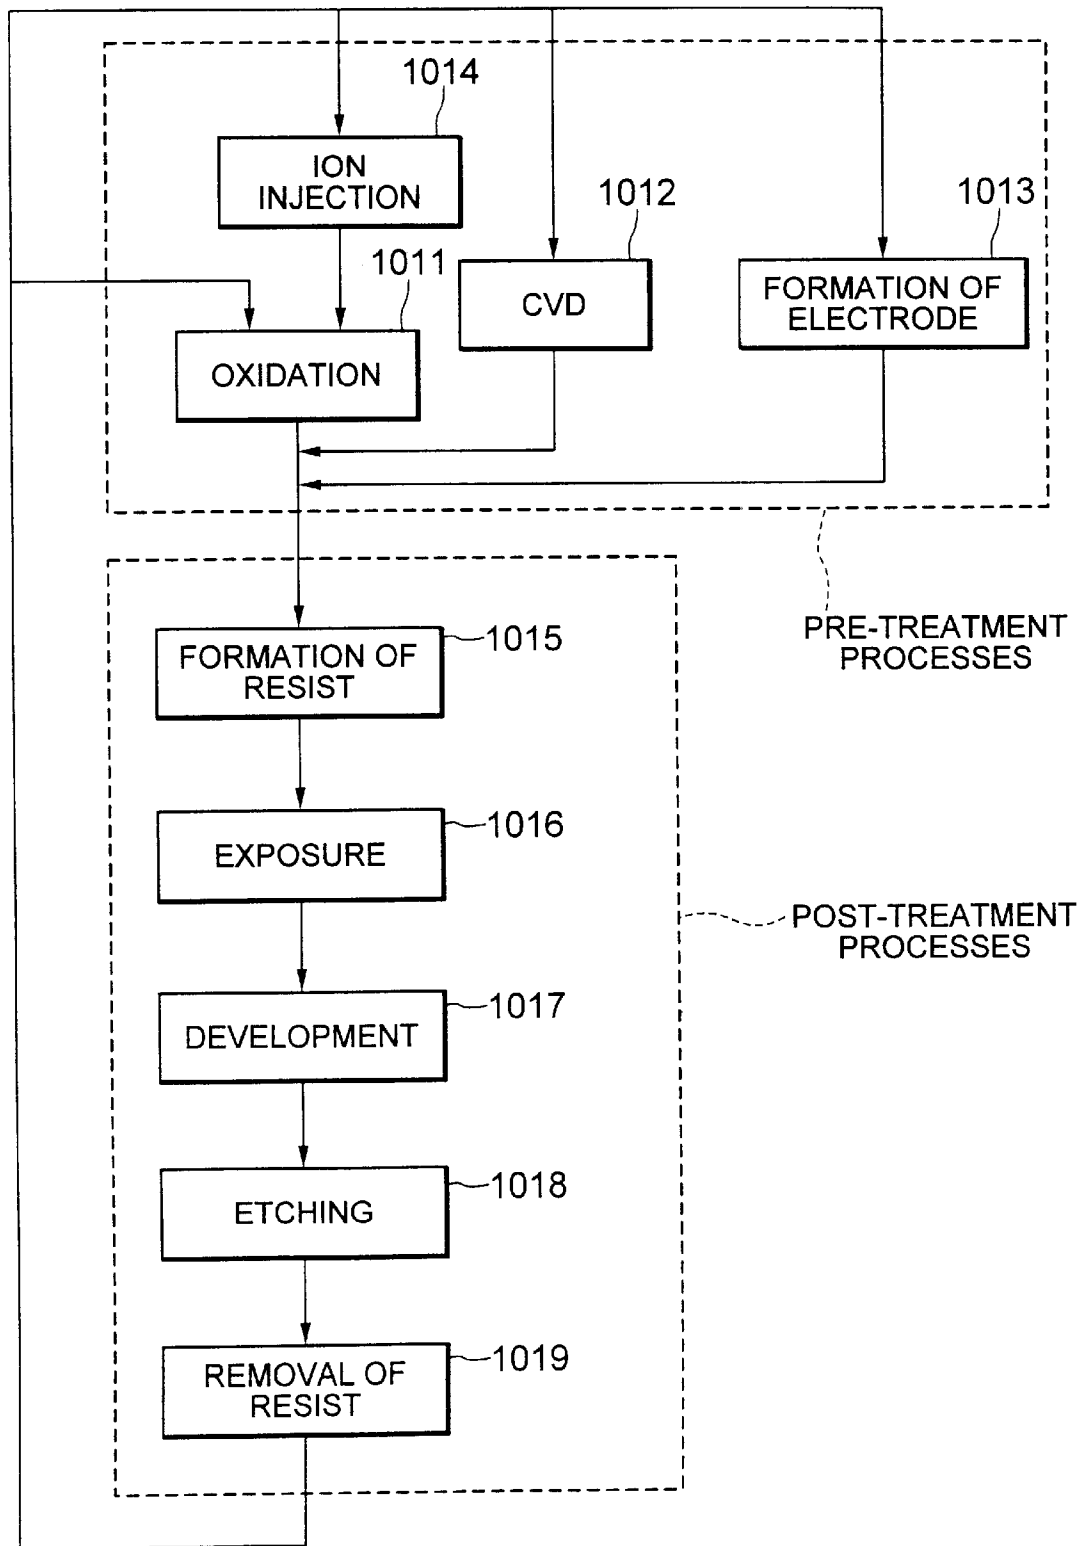 1014
ION
INJECTION
1012
1013
1011
CVD
FORMATION OF
ELECTRODE
OXIDATION
PRE-TREATMENT
PROCESSES
FORMATION OF
RESIST
1015
EXPOSURE
1016
POST-TREATMENT
PROCESSES
DEVELOPMENT
1017
ETCHING
1018
REMOVAL OF
RESIST
1019